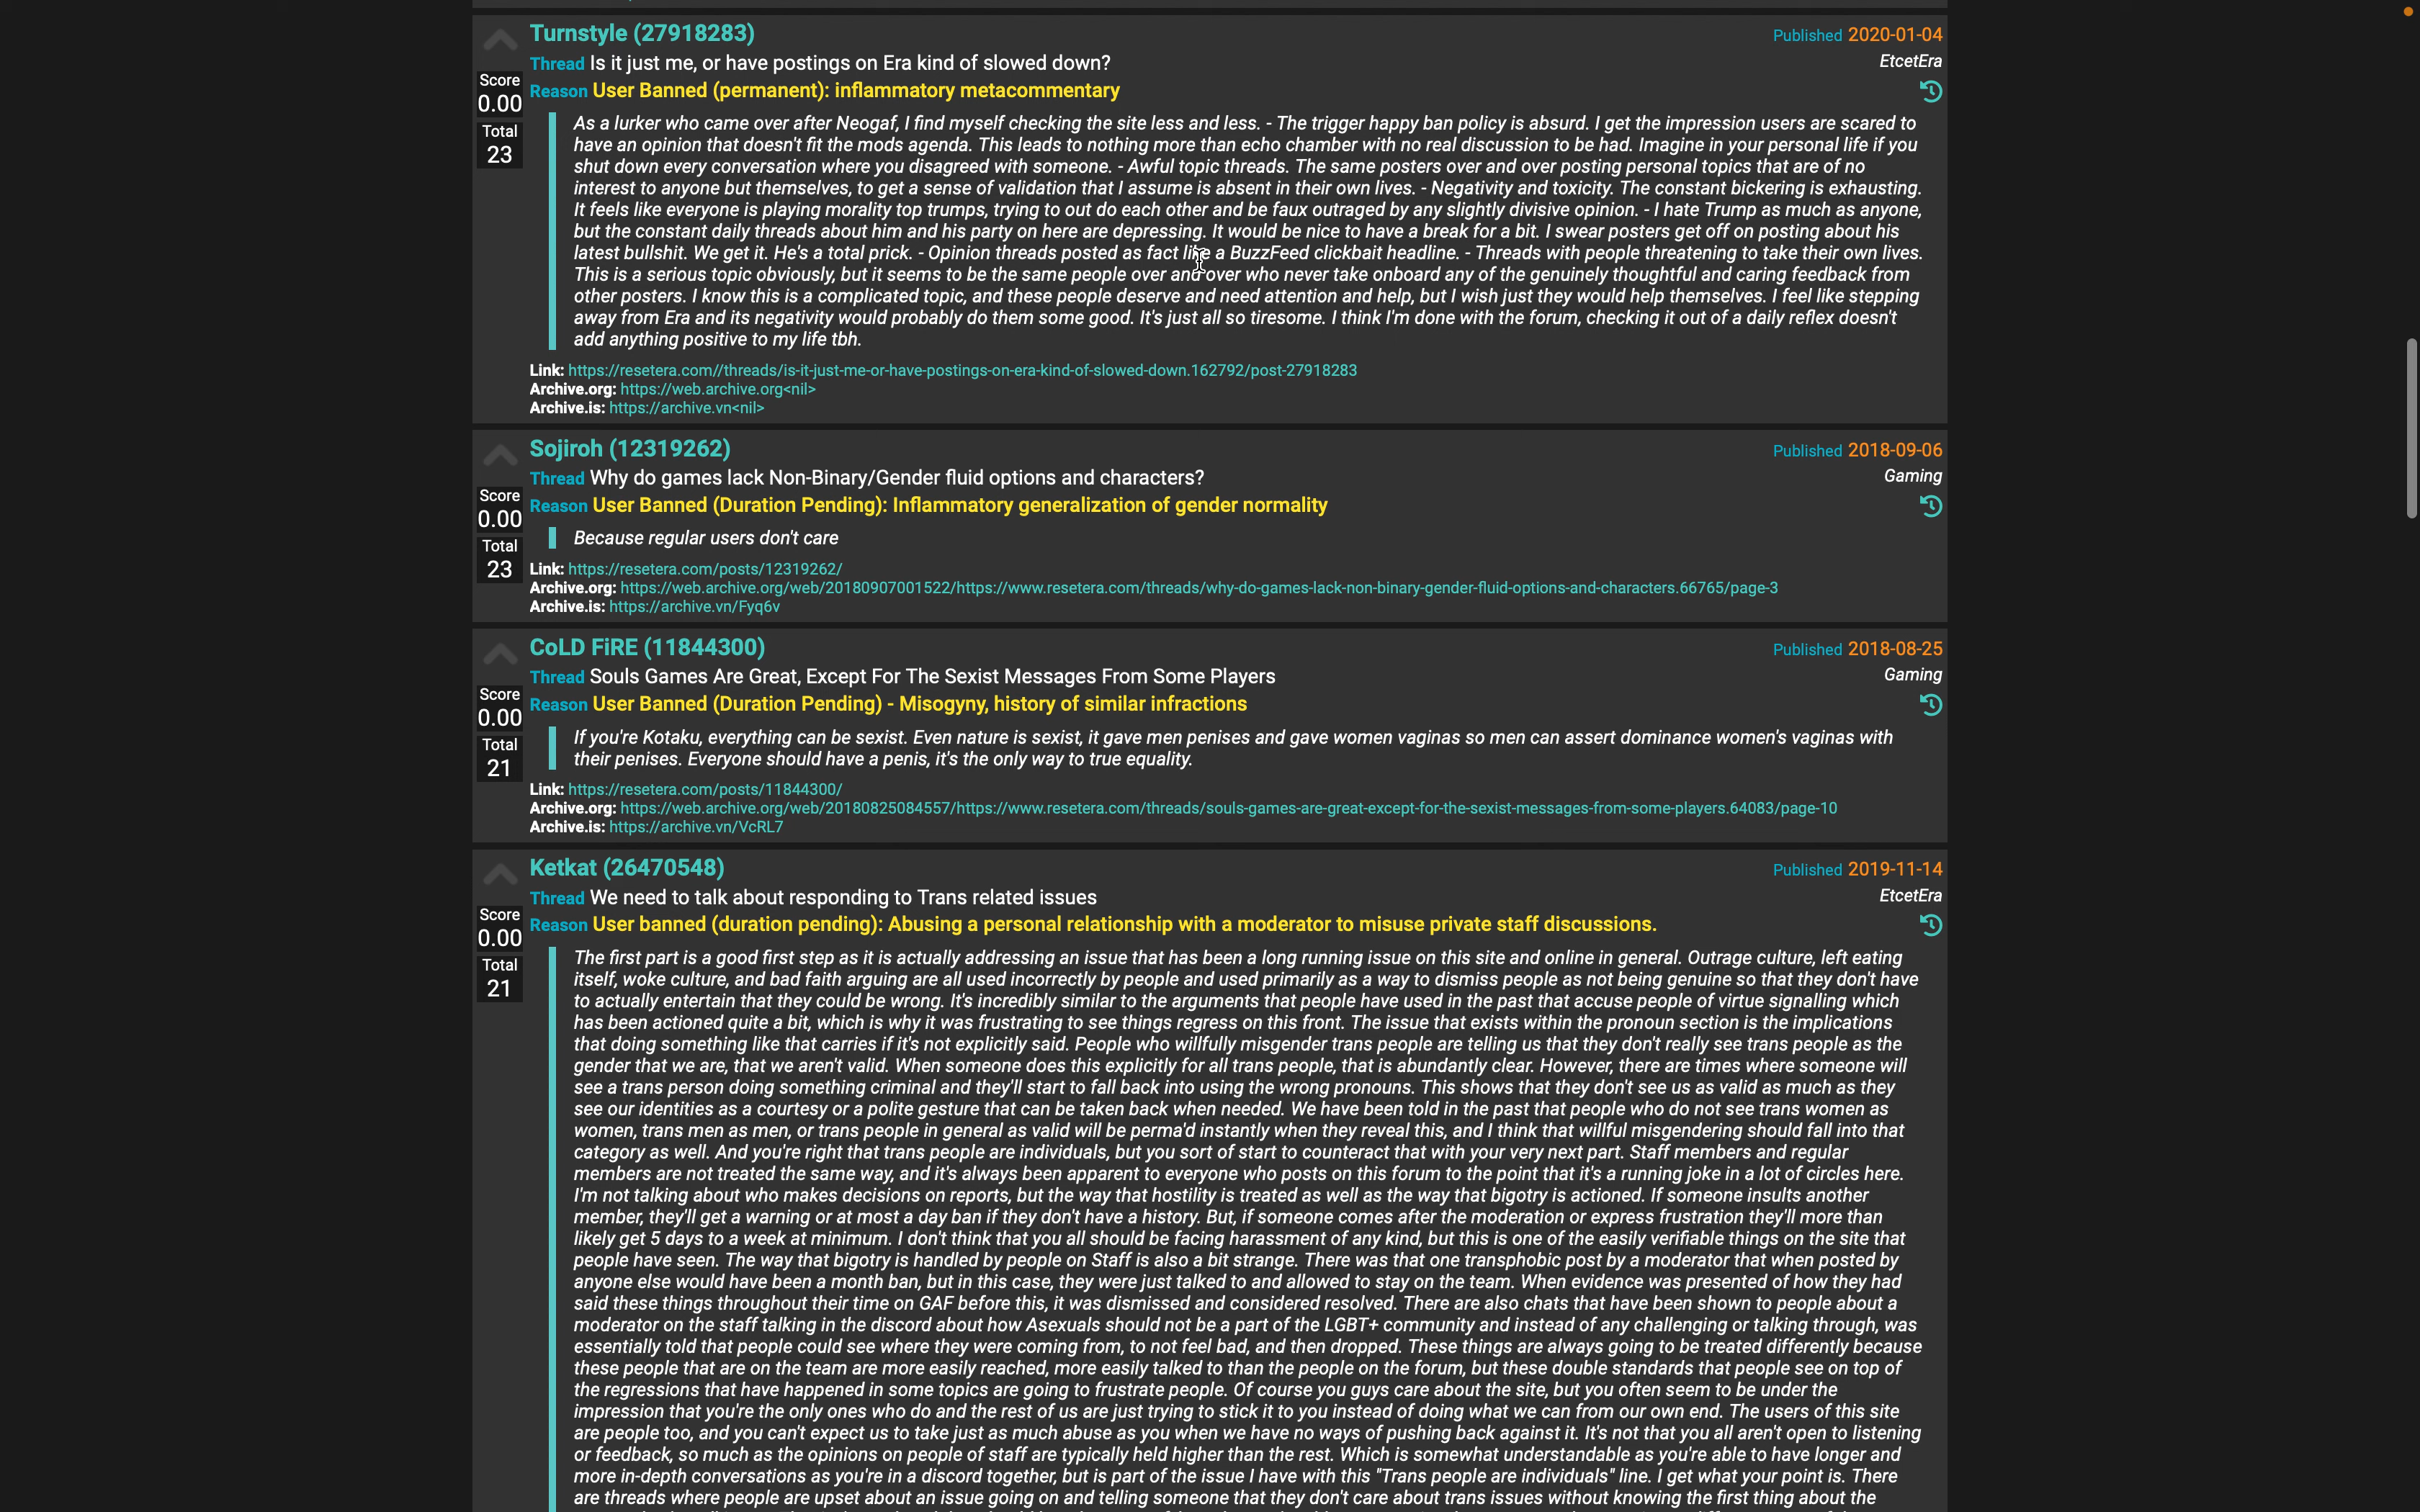 Turnstyle (27918283)
Published 2020-01-04
Thread Is it just me, or have postings on Era kind of slowed down?
EtcetEra
Score
0.00
Total
23
Reason User Banned (permanent): inflammatory metacommentary
As a lurker who came over after Neogaf, I find myself checking the site less and less. - The trigger happy ban policy is absurd. I get the impression users are scared to
have an opinion that doesn't fit the mods agenda. This leads to nothing more than echo chamber with no real discussion to be had. Imagine in your personal life if you
shut down every conversation where you disagreed with someone. - Awful topic threads. The same posters over and over posting personal topics that are of no
interest to anyone but themselves, to get a sense of validation that I assume is absent in their own lives. - Negativity and toxicity. The constant bickering is exhausting.
It feels like everyone is playing morality top trumps, trying to out do each other and be faux outraged by any slightly divisive opinion. - I hate Trump as much as anyone,
but the constant daily threads about him and his party on here are depressing. It would be nice to have a break for a bit. I swear posters get off on posting about his
latest bullshit. We get it. He's a total prick. - Opinion threads posted as fact like a BuzzFeed clickbait headline. - Threads with people threatening to take their own lives.
This is a serious topic obviously, but it seems to be the same people over and over who never take onboard any of the genuinely thoughtful and caring feedback from
other posters. I know this is a complicated topic, and these people deserve and need attention and help, but I wish just they would help themselves. I feel like stepping
away from Era and its negativity would probably do them some good. It's just all so tiresome. I think I'm done with the forum, checking it out of a daily reflex doesn't
add anything positive to my life tbh.
Link: https://resetera.com//threads/is-it-just-me-or-have-postings-on-era-kind-of-slowed-down.162792/post-27918283
Archive.org: https://web.archive.org<nil>
Archive.is: https://archive.vn<nil>
Sojiroh (12319262)
Published 2018-09-06
Thread Why do games lack Non-Binary/Gender fluid options and characters?
Gaming
Score
0.00
Total
23
Reason User Banned (Duration Pending): Inflammatory generalization of gender normality
Because regular users don't care
Link: https://resetera.com/posts/12319262/
Archive.org: https://web.archive.org/web/20180907001522/https://www.resetera.com/threads/why-do-games-lack-non-binary-gender-fluid-options-and-characters.66765/page-3
Archive.is: https://archive.vn/Fyq6v
CoLD FiRE (11844300)
Published 2018-08-25
Thread Souls Games Are Great, Except For The Sexist Messages From Some Players
Gaming
Score
0.00
Total
21
Reason User Banned (Duration Pending) - Misogyny, history of similar infractions
If you're Kotaku, everything can be sexist. Even nature is sexist, it gave men penises and gave women vaginas so men can assert dominance women's vaginas with
their penises. Everyone should have a penis, it's the only way to true equality.
Link: https://resetera.com/posts/11844300/
Archive.org: https://web.archive.org/web/20180825084557/https://www.resetera.com/threads/souls-games-are-great-except-for-the-sexist-messages-from-some-players.64083/page-10
Archive.is: https://archive.vn/VcRL7
Ketkat (26470548)
Published 2019-11-14
Thread We need to talk about responding to Trans related issues
EtcetEra
Score
0.00
Total
21
Reason User banned (duration pending): Abusing a personal relationship with a moderator to misuse private staff discussions.
The first part is a good first step as it is actually addressing an issue that has been a long running issue on this site and online in general. Outrage culture, left eating
itself, woke culture, and bad faith arguing are all used incorrectly by people and used primarily as a way to dismiss people as not being genuine so that they don't have
to actually entertain that they could be wrong. It's incredibly similar to the arguments that people have used in the past that accuse people of virtue signalling which
has been actioned quite a bit, which is why it was frustrating to see things regress on this front. The issue that exists within the pronoun section is the implications
that doing something like that carries if it's not explicitly said. People who willfully misgender trans people are telling us that they don't really see trans people as the
gender that we are, that we aren't valid. When someone does this explicitly for all trans people, that is abundantly clear. However, there are times where someone will
see a trans person doing something criminal and they'll start to fall back into using the wrong pronouns. This shows that they don't see us as valid as much as they
see our identities as a courtesy or a polite gesture that can be taken back when needed. We have been told in the past that people who do not see trans women as
women, trans men as men, or trans people in general as valid will be perma'd instantly when they reveal this, and I think that willful misgendering should fall into that
category as well. And you're right that trans people are individuals, but you sort of start to counteract that with your very next part. Staff members and regular
members are not treated the same way, and it's always been apparent to everyone who posts on this forum to the point that it's a running joke in a lot of circles here.
I'm not talking about who makes decisions on reports, but the way that hostility is treated as well as the way that bigotry is actioned. If someone insults another
member, they'll get a warning or at most a day ban if they don't have a history. But, if someone comes after the moderation or express frustration they'll more than
likely get 5 days to a week at minimum. I don't think that you all should be facing harassment of any kind, but this is one of the easily verifiable things on the site that
people have seen. The way that bigotry is handled by people on Staff is also a bit strange. There was that one transphobic post by a moderator that when posted by
anyone else would have been a month ban, but in this case, they were just talked to and allowed to stay on the team. When evidence was presented of how they had
said these things throughout their time on GAF before this, it was dismissed and considered resolved. There are also chats that have been shown to people about a
moderator on the staff talking in the discord about how Asexuals should not be a part of the LGBT+ community and instead of any challenging or talking through, was
essentially told that people could see where they were coming from, to not feel bad, and then dropped. These things are always going to be treated differently because
these people that are on the team are more easily reached, more easily talked to than the people on the forum, but these double standards that people see on top of
the regressions that have happened in some topics are going to frustrate people. Of course you guys care about the site, but you often seem to be under the
impression that you're the only ones who do and the rest of us are just trying to stick it to you instead of doing what we can from our own end. The users of this site
are people too, and you can't expect us to take just as much abuse as you when we have no ways of pushing back against it. It's not that you all aren't open to listening
or feedback, so much as the opinions on people of staff are typically held higher than the rest. Which is somewhat understandable as you're able to have longer and
more in-depth conversations as you're in a discord together, but is part of the issue I have with this "Trans people are individuals" line. I get what your point is. There
are threads where people are upset about an issue going on and telling someone that they don't care about trans issues without knowing the first thing about the